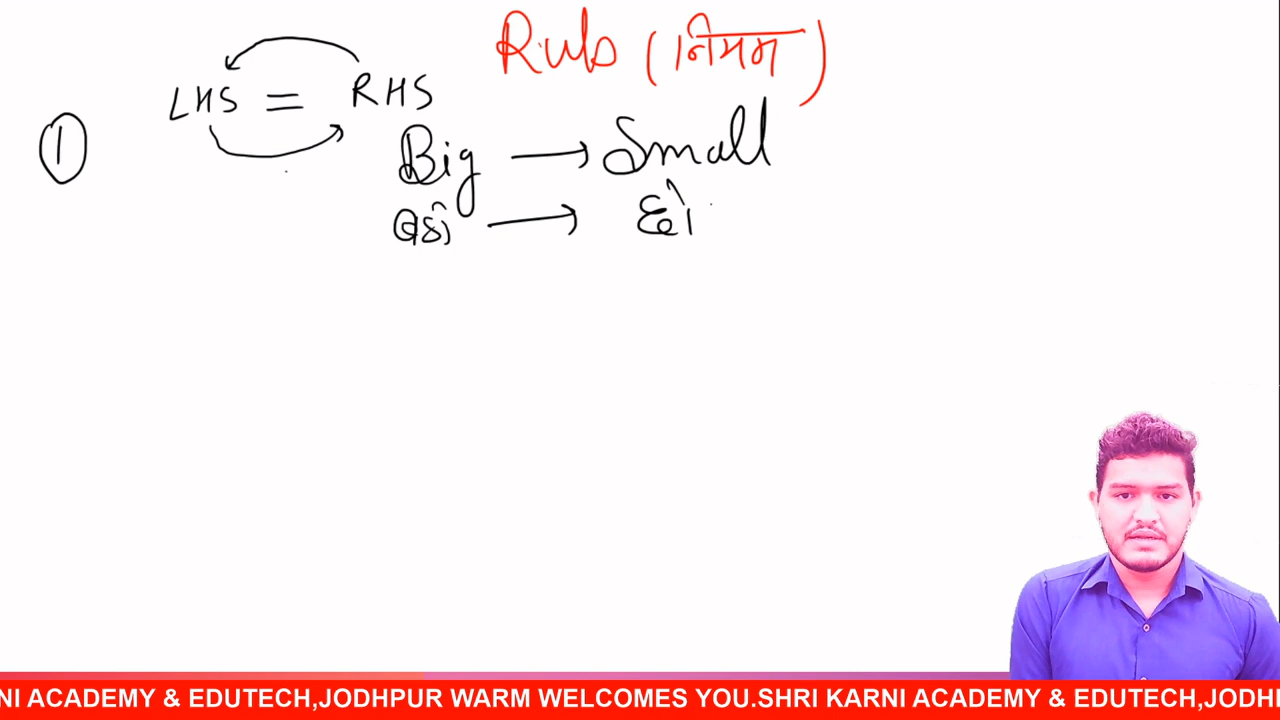 Rules (नियम)
LHS = RHS
① Big → Small
बड़ी → छो
NI ACADEMY & EDUTECH,JODHPUR WARM WELCOMES YOU.SHRI KARNI ACADEMY & EDUTECH,JODH